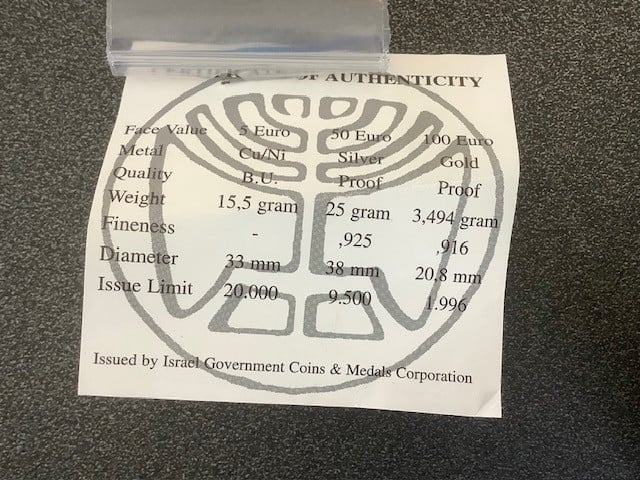 OF AUTHENTICITY
Face Value 5 Euro 50 Euro 100 Euro
Metal Cu/Ni Silver Gold
Quality B.U. Proof Proof
Weight 15,5 gram 25 gram 3,494 gram
Fineness - ,925 ,916
Diameter 33 mm 38 mm 20,8 mm
Issue Limit 20.000 9.500 1.996
Issued by Israel Government Coins & Medals Corporation